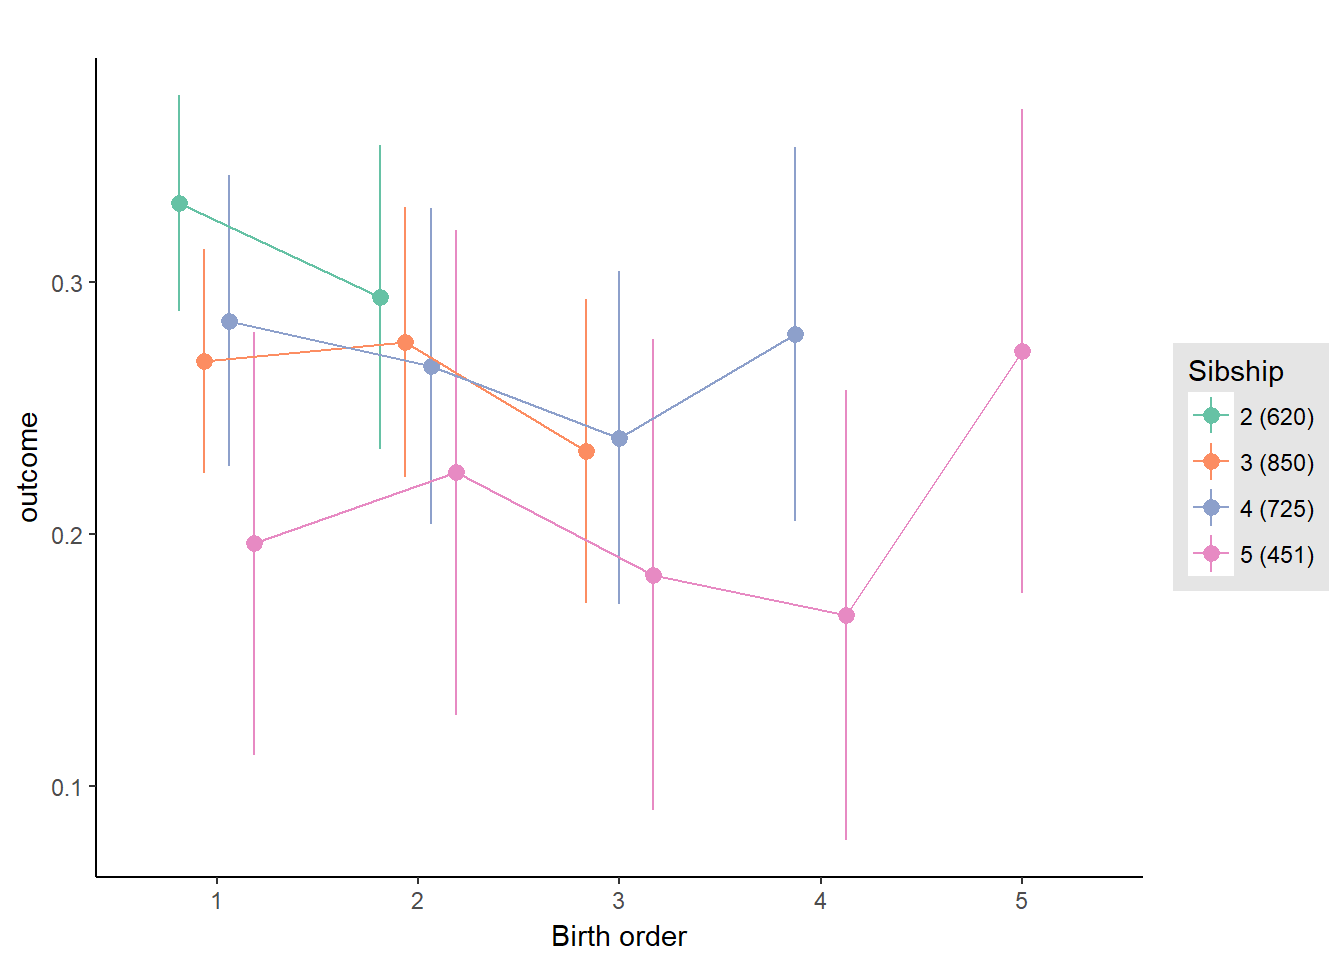 outcome
0.3
0.2
0.1
1 2 3 4 5
Birth order
Sibship
2 (620)
3 (850)
4 (725)
5 (451)